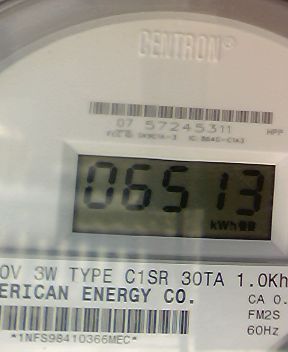 CENTRON®
07 57245311
HPP
06513
kWh
0V 3W TYPE C1SR 30TA 1.0Kh
ERICAN ENERGY CO.
CA 0.
FM2S
60Hz
*1NFS98410366MEC*